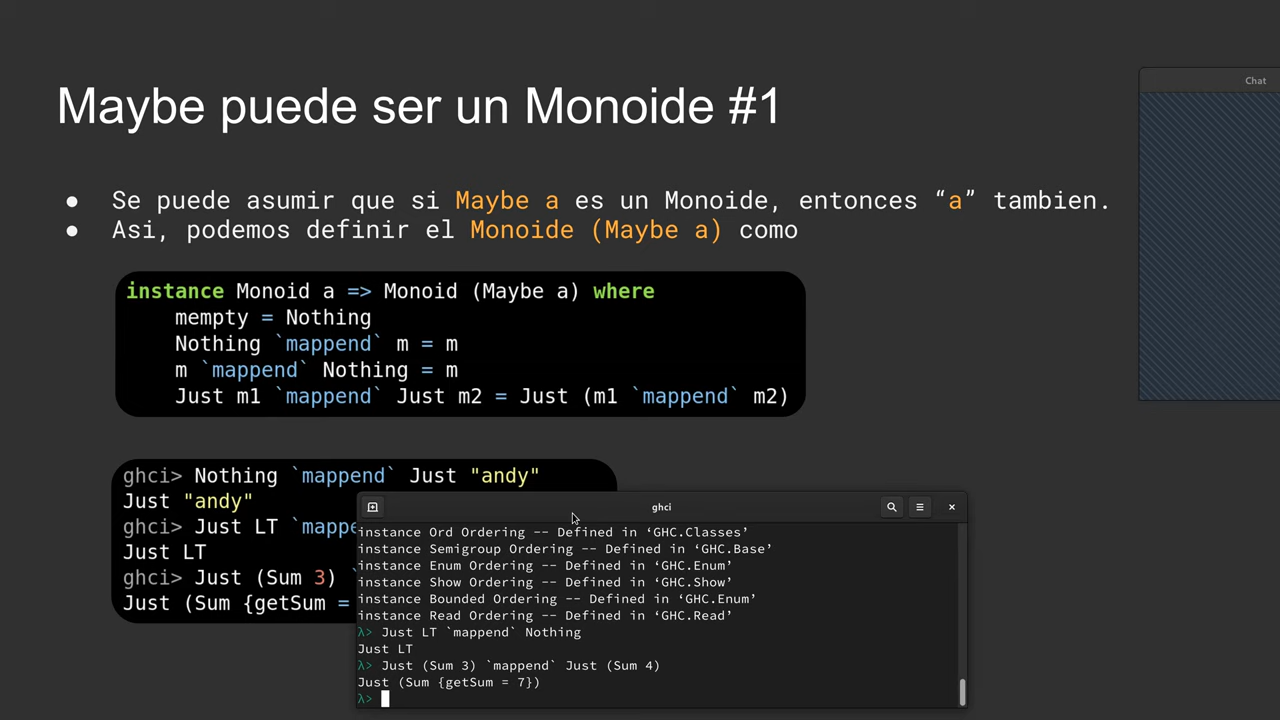 Maybe puede ser un Monoide #1
Chat
● Se puede asumir que si Maybe a es un Monoide, entonces “a” tambien.
● Asi, podemos definir el Monoide (Maybe a) como
instance Monoid a => Monoid (Maybe a) where
mempty = Nothing
Nothing `mappend` m = m
m `mappend` Nothing = m
Just m1 `mappend` Just m2 = Just (m1 `mappend` m2)
ghci> Nothing `mappend` Just "andy"
Just "andy"
ghci> Just LT `mappe
Just LT
ghci> Just (Sum 3) `
Just (Sum {getSum =
ghci
instance Ord Ordering -- Defined in ‘GHC.Classes’
instance Semigroup Ordering -- Defined in ‘GHC.Base’
instance Enum Ordering -- Defined in ‘GHC.Enum’
instance Show Ordering -- Defined in ‘GHC.Show’
instance Bounded Ordering -- Defined in ‘GHC.Enum’
instance Read Ordering -- Defined in ‘GHC.Read’
λ> Just LT `mappend` Nothing
Just LT
λ> Just (Sum 3) `mappend` Just (Sum 4)
Just (Sum {getSum = 7})
λ>